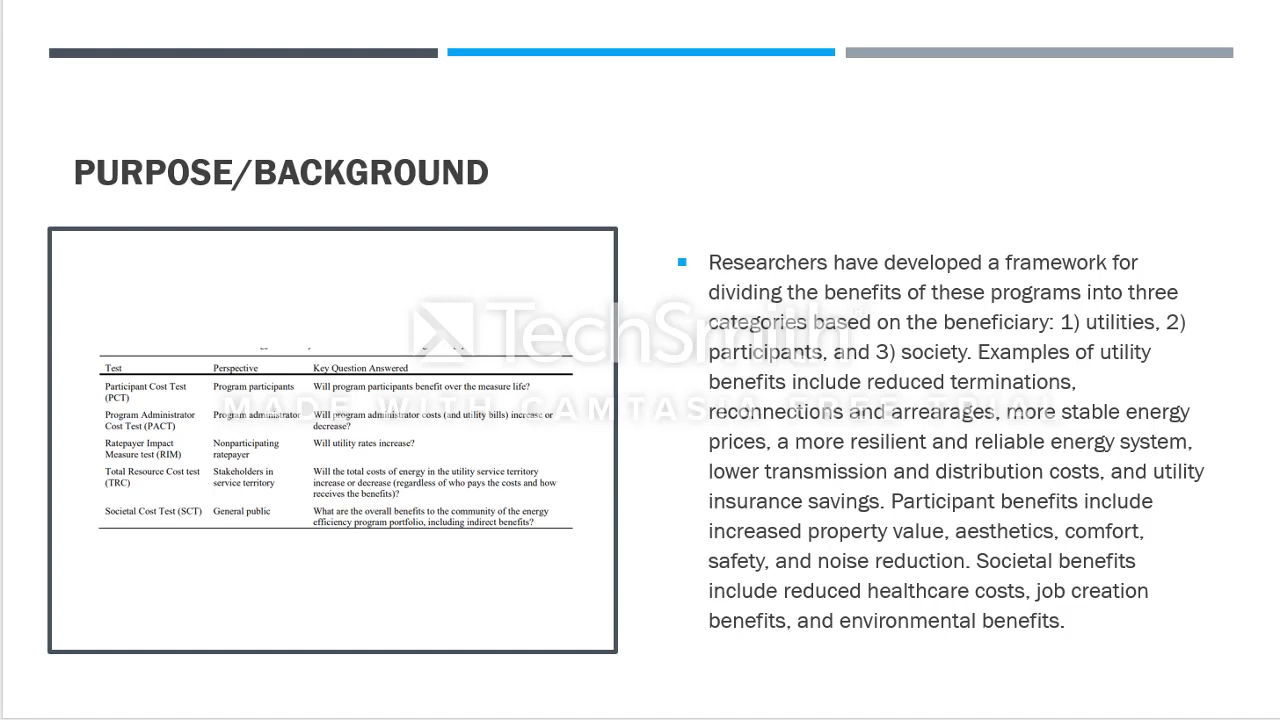 PURPOSE/BACKGROUND
Test Perspective Key Question Answered
Participant Cost Test Program participants Will program participants benefit over the measure life?
(PCT)
Program Administrator Program administrator Will program administrator costs (and utility bills) increase or
Cost Test (PACT) decrease?
Ratepayer Impact Nonparticipating Will utility rates increase?
Measure test (RIM) ratepayer
Total Resource Cost test Stakeholders in Will the total costs of energy in the utility service territory
(TRC) service territory increase or decrease (regardless of who pays the costs and how
receives the benefits)?
Societal Cost Test (SCT) General public What are the overall benefits to the community of the energy
efficiency program portfolio, including indirect benefits?
Researchers have developed a framework for
dividing the benefits of these programs into three
categories based on the beneficiary: 1) utilities, 2)
participants, and 3) society. Examples of utility
benefits include reduced terminations,
reconnections and arrearages, more stable energy
prices, a more resilient and reliable energy system,
lower transmission and distribution costs, and utility
insurance savings. Participant benefits include
increased property value, aesthetics, comfort,
safety, and noise reduction. Societal benefits
include reduced healthcare costs, job creation
benefits, and environmental benefits.
TechSmith
MADE WITH CAMTASIA FREE TRIAL